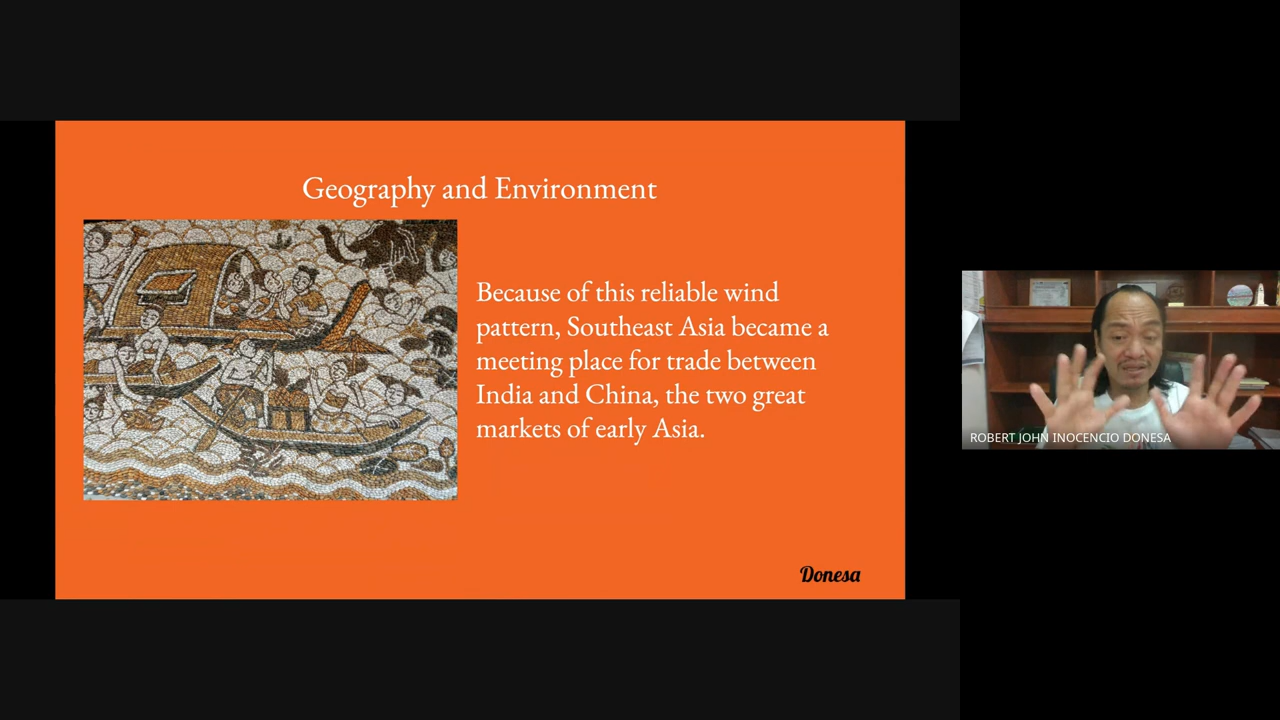 Geography and Environment
Because of this reliable wind
pattern, Southeast Asia became a
meeting place for trade between
India and China, the two great
markets of early Asia.
Donesa
ROBERT JOHN INOCENCIO DONESA